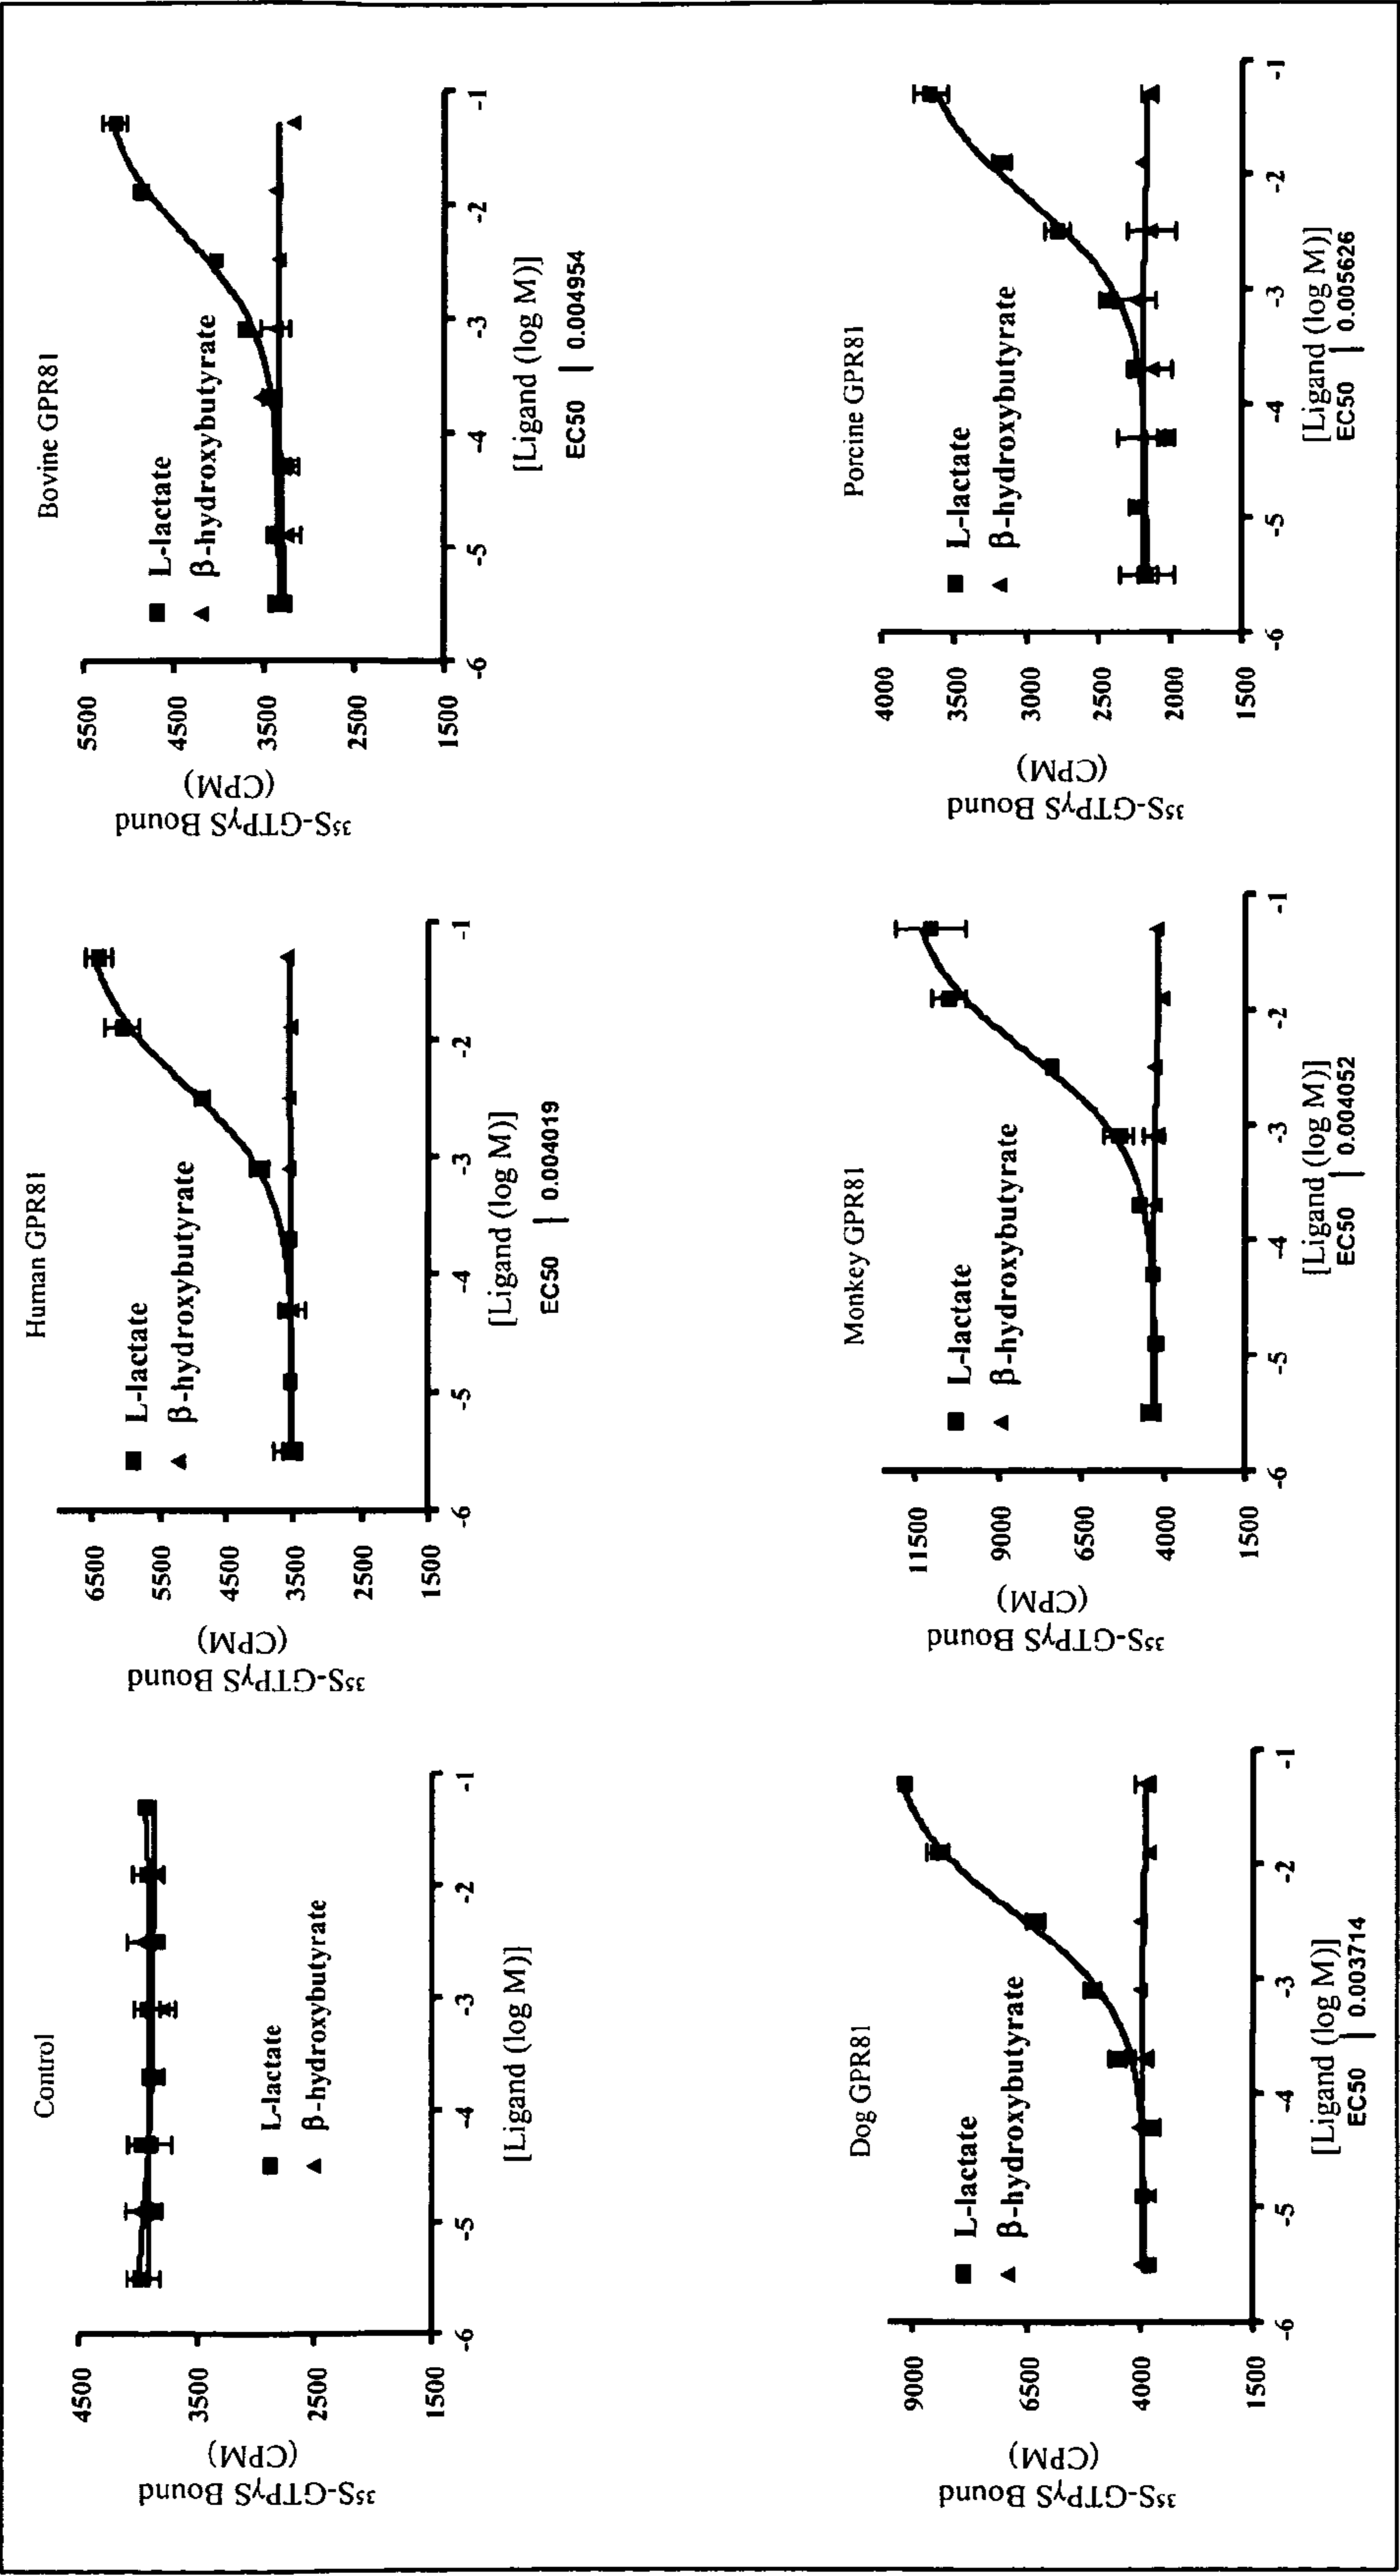 Control
4500
3500
2500
1500
³⁵S-GTPγS Bound
(CPM)
L-lactate
β-hydroxybutyrate
-6 -5 -4 -3 -2 -1
[Ligand (log M)]
Human GPR81
6500
5500
4500
3500
2500
1500
³⁵S-GTPγS Bound
(CPM)
L-lactate
β-hydroxybutyrate
-6 -5 -4 -3 -2 -1
[Ligand (log M)]
EC50 | 0.004019
Bovine GPR81
5500
4500
3500
2500
1500
³⁵S-GTPγS Bound
(CPM)
L-lactate
β-hydroxybutyrate
-6 -5 -4 -3 -2 -1
[Ligand (log M)]
EC50 | 0.004954
Dog GPR81
9000
6500
4000
1500
³⁵S-GTPγS Bound
(CPM)
L-lactate
β-hydroxybutyrate
-6 -5 -4 -3 -2 -1
[Ligand (log M)]
EC50 | 0.003714
Monkey GPR81
11500
9000
6500
4000
1500
³⁵S-GTPγS Bound
(CPM)
L-lactate
β-hydroxybutyrate
-6 -5 -4 -3 -2 -1
[Ligand (log M)]
EC50 | 0.004052
Porcine GPR81
4000
3500
3000
2500
2000
1500
³⁵S-GTPγS Bound
(CPM)
L-lactate
β-hydroxybutyrate
-6 -5 -4 -3 -2 -1
[Ligand (log M)]
EC50 | 0.005626